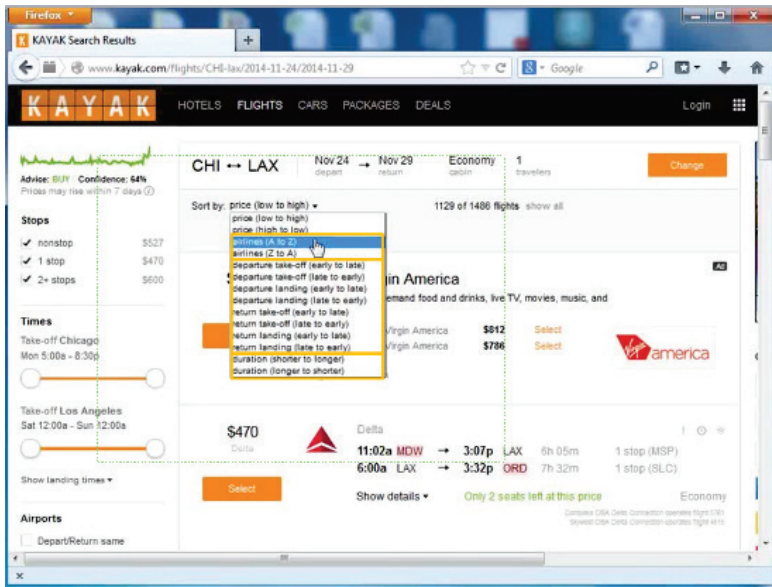 Firefox
KAYAK Search Results
www.kayak.com/flights/CHI-lax/2014-11-24/2014-11-29
Google
KAYAK
HOTELS FLIGHTS CARS PACKAGES DEALS
Login
Advice: BUY Confidence: 64%
Prices may rise within 7 days
CHI ↔ LAX
Nov 24 → Nov 29
depart return
Economy
cabin
1
travelers
Change
Sort by: price (low to high)
1129 of 1486 flights show all
price (low to high)
price (high to low)
airlines (A to Z)
airlines (Z to A)
departure take-off (early to late)
departure take-off (late to early)
departure landing (early to late)
departure landing (late to early)
return take-off (early to late)
return take-off (late to early)
return landing (early to late)
return landing (late to early)
duration (shorter to longer)
duration (longer to shorter)
Stops
nonstop $527
1 stop $470
2+ stops $600
Times
Take-off Chicago
Mon 5:00a - 8:30p
Take-off Los Angeles
Sat 12:00a - Sun 12:00a
Show landing times
Airports
Depart/Return same
Ad
in America
emand food and drinks, live TV, movies, music, and
Virgin America $812 Select
Virgin America $786 Select
Virgin america
$470
Delta
Select
Delta
11:02a MDW → 3:07p LAX 6h 05m 1 stop (MSP)
6:00a LAX → 3:32p ORD 7h 32m 1 stop (SLC)
Show details
Only 2 seats left at this price
Economy